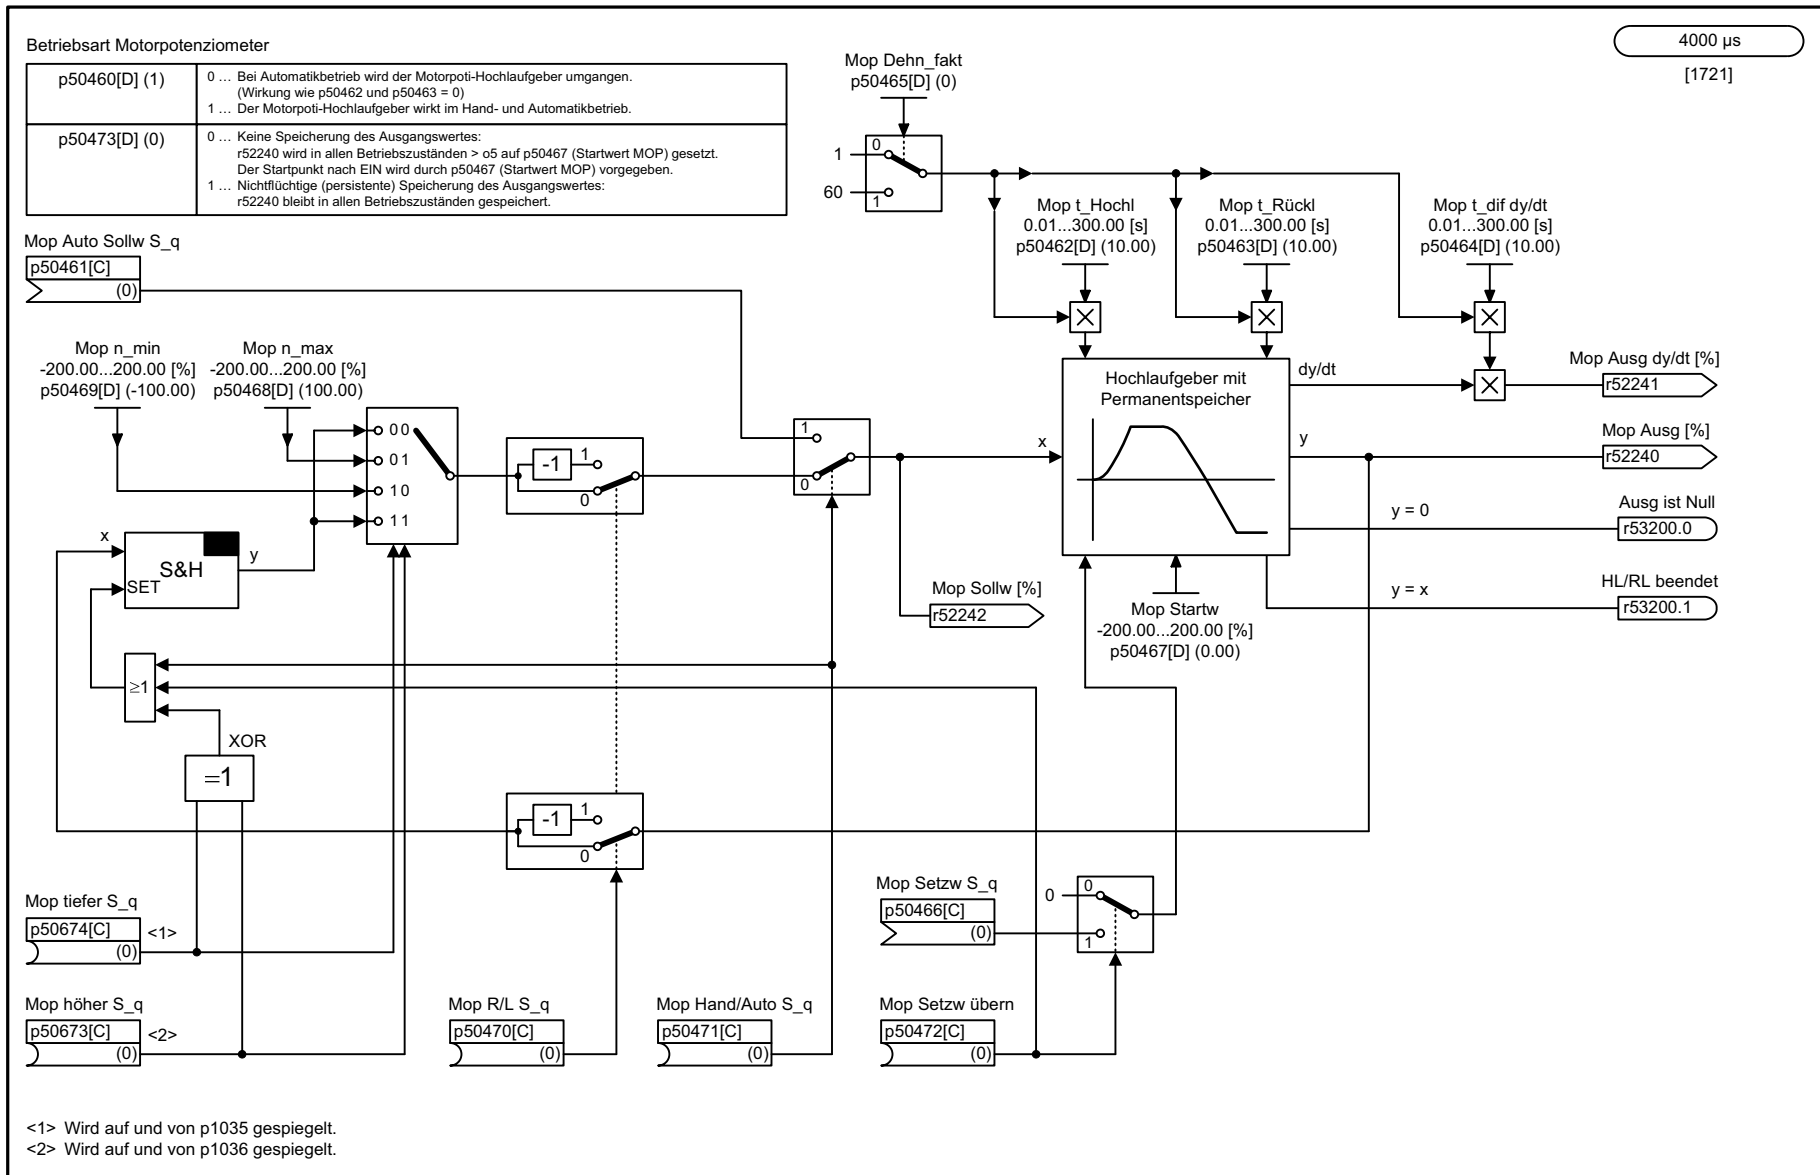 4000 µs
[1721]
Betriebsart Motorpotenziometer
p50460[D] (1)
0 … Bei Automatikbetrieb wird der Motorpoti-Hochlaufgeber umgangen.
(Wirkung wie p50462 und p50463 = 0)
1 … Der Motorpoti-Hochlaufgeber wirkt im Hand- und Automatikbetrieb.
p50473[D] (0)
0 … Keine Speicherung des Ausgangswertes:
r52240 wird in allen Betriebszuständen > o5 auf p50467 (Startwert MOP) gesetzt.
Der Startpunkt nach EIN wird durch p50467 (Startwert MOP) vorgegeben.
1 … Nichtflüchtige (persistente) Speicherung des Ausgangswertes:
r52240 bleibt in allen Betriebszuständen gespeichert.
Mop Dehn_fakt
p50465[D] (0)
0
1
60
1
Mop t_Hochl
0.01...300.00 [s]
p50462[D] (10.00)
Mop t_Rückl
0.01...300.00 [s]
p50463[D] (10.00)
Mop t_dif dy/dt
0.01...300.00 [s]
p50464[D] (10.00)
Mop Auto Sollw S_q
p50461[C]
(0)
Mop n_min
-200.00...200.00 [%]
p50469[D] (-100.00)
Mop n_max
-200.00...200.00 [%]
p50468[D] (100.00)
00
01
10
11
-1
1
0
1
0
x
Hochlaufgeber mit
Permanentspeicher
dy/dt
y
y = 0
y = x
Mop Ausg dy/dt [%]
r52241
Mop Ausg [%]
r52240
Ausg ist Null
r53200.0
HL/RL beendet
r53200.1
x
S&H
SET
y
Mop Sollw [%]
r52242
Mop Startw
-200.00...200.00 [%]
p50467[D] (0.00)
≥1
XOR
=1
-1
1
0
Mop tiefer S_q
p50674[C]
(0)
<1>
Mop höher S_q
p50673[C]
(0)
<2>
Mop R/L S_q
p50470[C]
(0)
Mop Hand/Auto S_q
p50471[C]
(0)
Mop Setzw S_q
p50466[C]
(0)
0
0
1
Mop Setzw übern
p50472[C]
(0)
<1> Wird auf und von p1035 gespiegelt.
<2> Wird auf und von p1036 gespiegelt.